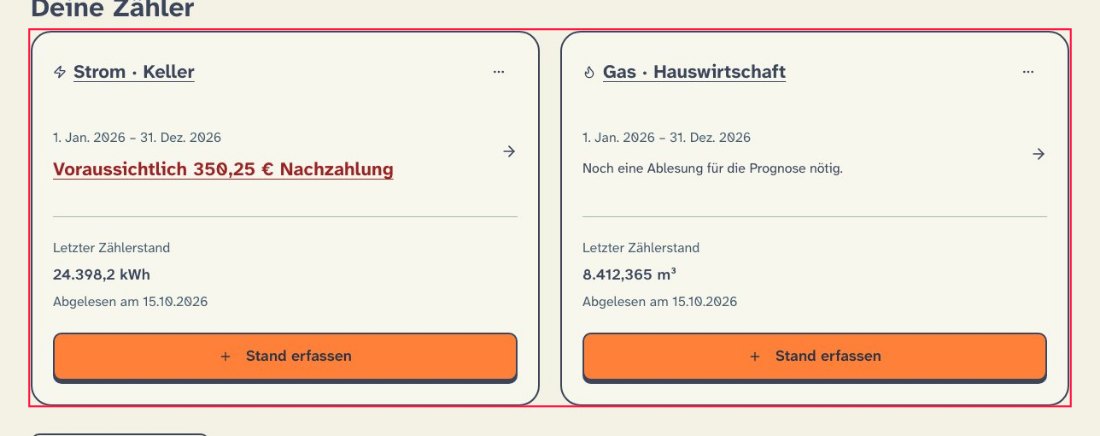 Deine Zähler
Strom · Keller
...
1. Jan. 2026 – 31. Dez. 2026
Voraussichtlich 350,25 € Nachzahlung
Letzter Zählerstand
24.398,2 kWh
Abgelesen am 15.10.2026
+ Stand erfassen
Gas · Hauswirtschaft
...
1. Jan. 2026 – 31. Dez. 2026
Noch eine Ablesung für die Prognose nötig.
Letzter Zählerstand
8.412,365 m³
Abgelesen am 15.10.2026
+ Stand erfassen